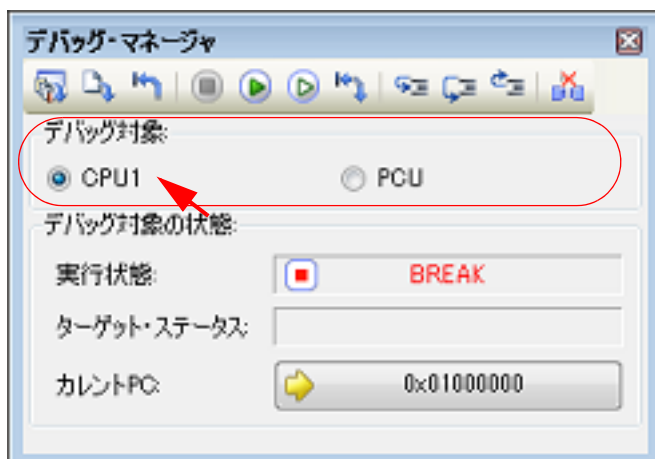 デバッグ・マネージャ
デバッグ対象:
CPU1 PCU
デバッグ対象の状態:
実行状態: BREAK
ターゲット・ステータス:
カレントPC: 0x01000000